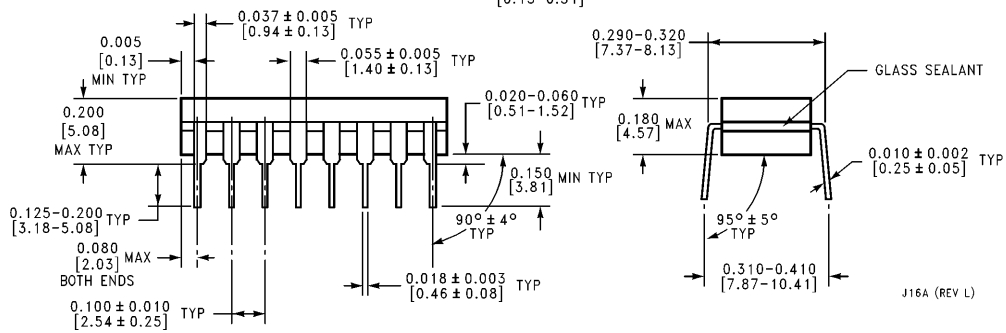 [0.13-0.51]
0.037 ± 0.005 TYP
[0.94 ± 0.13]
0.005
[0.13]
MIN TYP
0.055 ± 0.005 TYP
[1.40 ± 0.13]
0.290-0.320
[7.37-8.13]
GLASS SEALANT
0.200
[5.08]
MAX TYP
0.020-0.060 TYP
[0.51-1.52]
0.180 MAX
[4.57]
0.150 MIN TYP
[3.81]
0.010 ± 0.002 TYP
[0.25 ± 0.05]
0.125-0.200 TYP
[3.18-5.08]
90° ± 4°
TYP
95° ± 5°
TYP
0.080 MAX
[2.03]
BOTH ENDS
0.018 ± 0.003 TYP
[0.46 ± 0.08]
0.310-0.410
[7.87-10.41]
0.100 ± 0.010 TYP
[2.54 ± 0.25]
J16A (REV L)